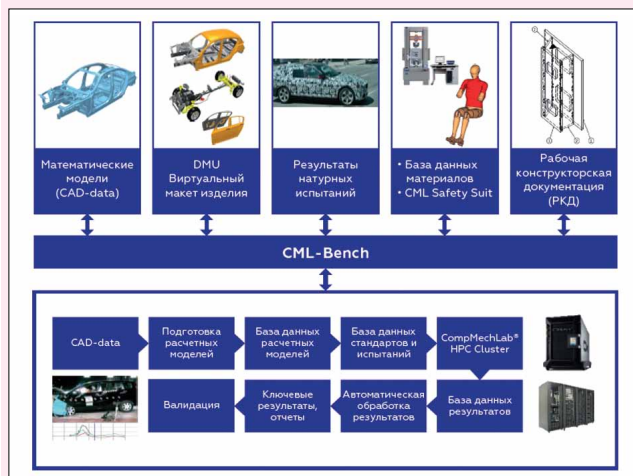 Математические
модели
(CAD-data)
DMU
Виртуальный
макет изделия
Результаты
натурных
испытаний
• База данных
материалов
• CML Safety Suit
Рабочая
конструкторская
документация
(РКД)
CML-Bench
CAD-data
Подготовка
расчетных
моделей
База данных
расчетных
моделей
База данных
стандартов и
испытаний
CompMechLab®
HPC Cluster
Валидация
Ключевые
результаты,
отчеты
Автоматическая
обработка
результатов
База данных
результатов